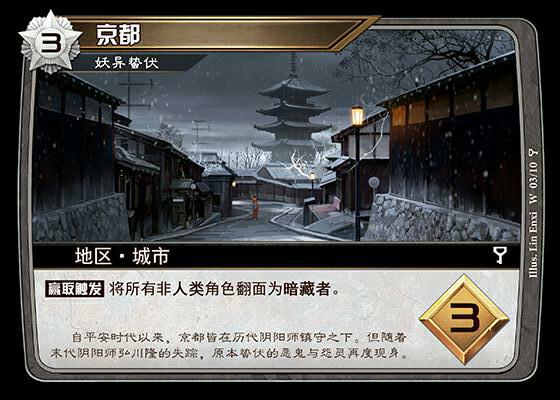 3
京都
妖异蛰伏
地区·城市
赢取触发 将所有非人类角色翻面为暗藏者。
3
自平安时代以来，京都皆在历代阴阳师镇守之下。但随着
末代阴阳师弘川隆的失踪，原本蛰伏的恶鬼与怨灵再度现身。
Illus. Lin Enxi W 03/10